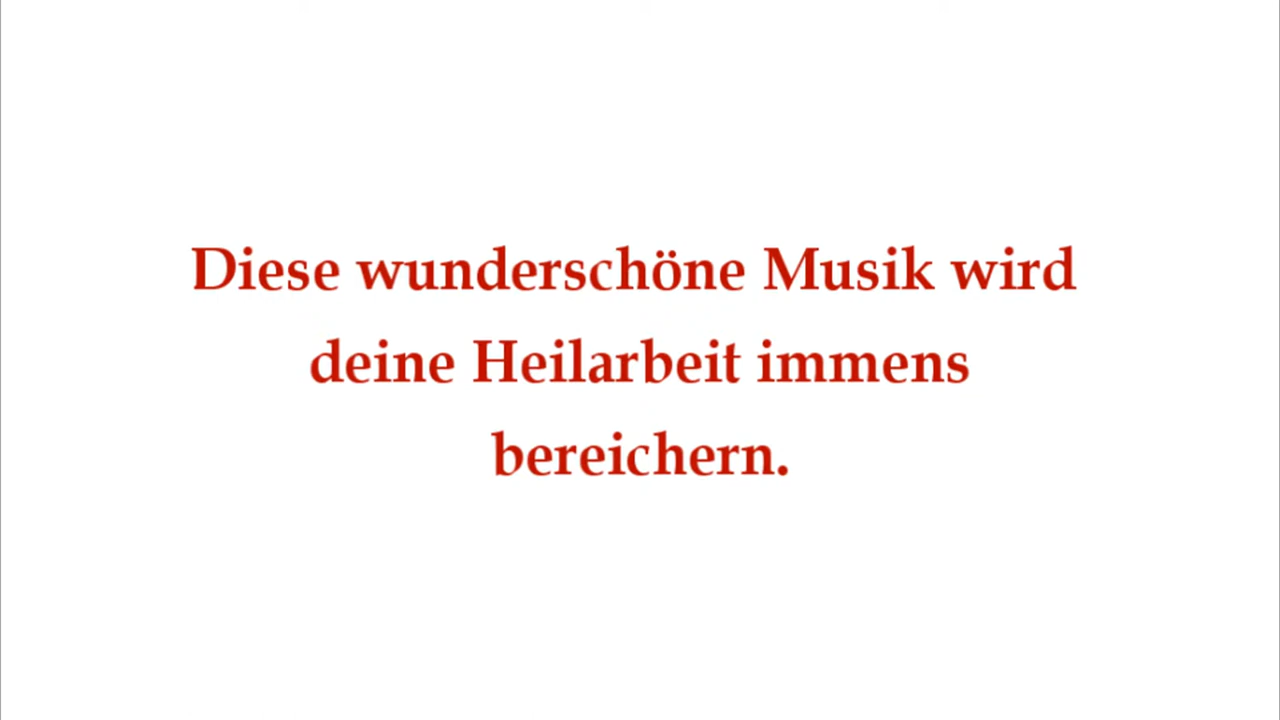 Diese wunderschöne Musik wird
deine Heilarbeit immens
bereichern.